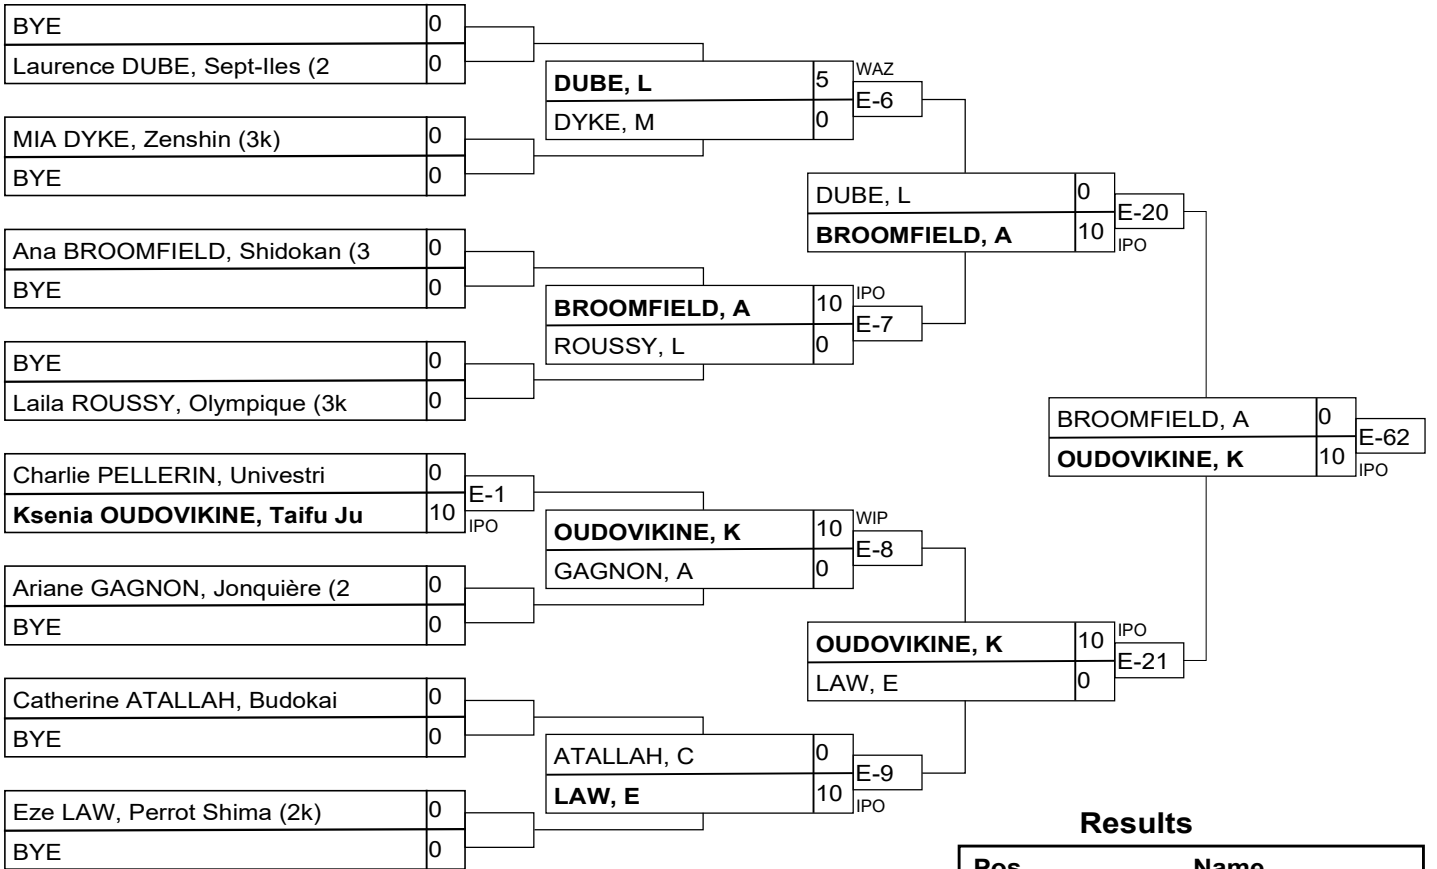 BYE 0
Laurence DUBE, Sept-Iles (2 0
DUBE, L 5 WAZ
E-6
DYKE, M 0
MIA DYKE, Zenshin (3k) 0
BYE 0
DUBE, L 0
E-20
BROOMFIELD, A 10 IPO
Ana BROOMFIELD, Shidokan (3 0
BYE 0
BROOMFIELD, A 10 IPO
E-7
ROUSSY, L 0
BYE 0
Laila ROUSSY, Olympique (3k 0
BROOMFIELD, A 0
E-62
OUDOVIKINE, K 10 IPO
Charlie PELLERIN, Univestri 0
E-1
Ksenia OUDOVIKINE, Taifu Ju 10 IPO
OUDOVIKINE, K 10 WIP
E-8
GAGNON, A 0
Ariane GAGNON, Jonquière (2 0
BYE 0
OUDOVIKINE, K 10 IPO
E-21
LAW, E 0
Catherine ATALLAH, Budokai 0
BYE 0
ATALLAH, C 0
E-9
LAW, E 10 IPO
Eze LAW, Perrot Shima (2k) 0
BYE 0
Results
Pos Name